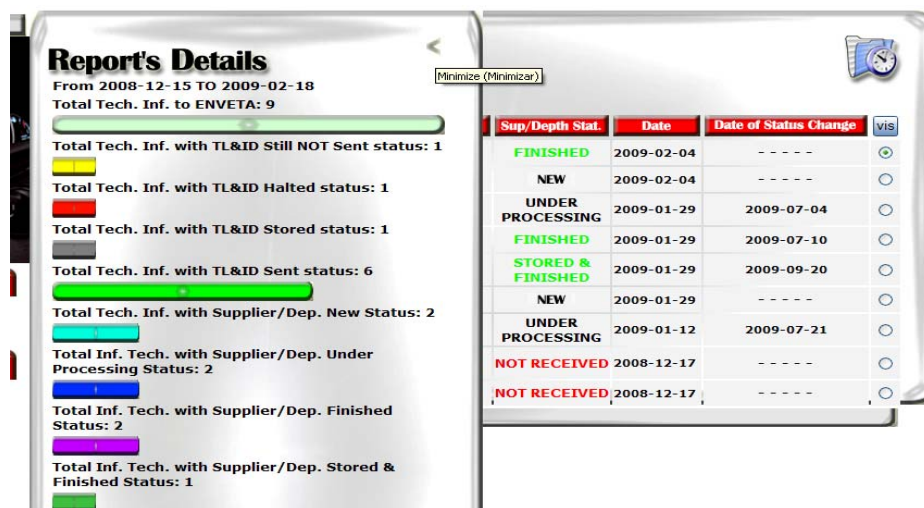 Report's Details
From 2008-12-15 TO 2009-02-18
Total Tech. Inf. to ENVETA: 9
Total Tech. Inf. with TL&ID Still NOT Sent status: 1
Total Tech. Inf. with TL&ID Halted status: 1
Total Tech. Inf. with TL&ID Stored status: 1
Total Tech. Inf. with TL&ID Sent status: 6
Total Tech. Inf. with Supplier/Dep. New Status: 2
Total Inf. Tech. with Supplier/Dep. Under
Processing Status: 2
Total Inf. Tech. with Supplier/Dep. Finished
Status: 2
Total Inf. Tech. with Supplier/Dep. Stored &
Finished Status: 1
<
Minimize (Minimizar)
Sup/Depth Stat. Date Date of Status Change vis
FINISHED 2009-02-04 - - - - -
NEW 2009-02-04 - - - - -
UNDER
PROCESSING 2009-01-29 2009-07-04
FINISHED 2009-01-29 2009-07-10
STORED &
FINISHED 2009-01-29 2009-09-20
NEW 2009-01-29 - - - - -
UNDER
PROCESSING 2009-01-12 2009-07-21
NOT RECEIVED 2008-12-17 - - - - -
NOT RECEIVED 2008-12-17 - - - - -